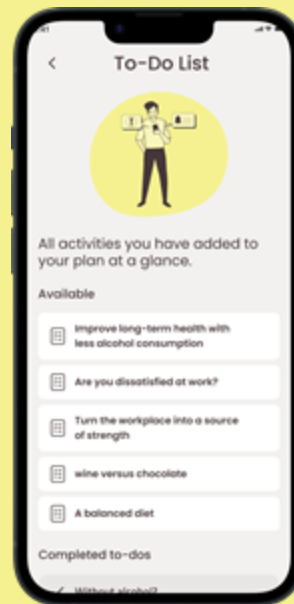 To-Do List
All activities you have added to
your plan at a glance.
Available
Improve long-term health with
less alcohol consumption
Are you dissatisfied at work?
Turn the workplace into a source
of strength
wine versus chocolate
A balanced diet
Completed to-dos
Without alcohol?